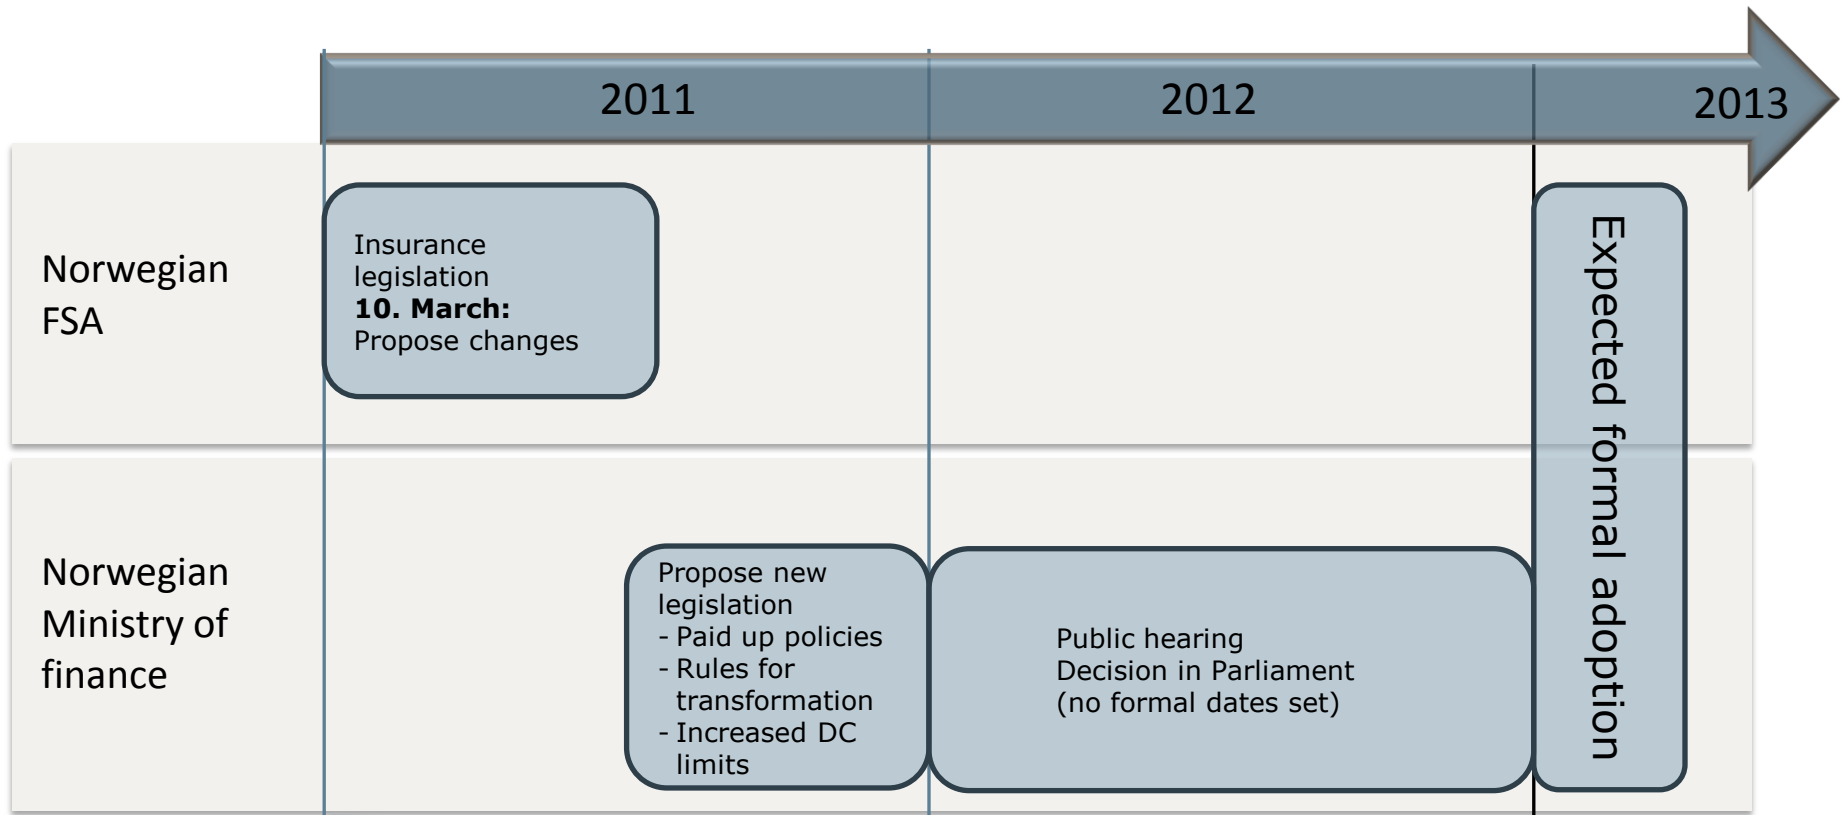 2011
2012
2013
Norwegian
FSA
Insurance
legislation
10. March:
Propose changes
Expected formal adoption
Norwegian
Ministry of
finance
Propose new
legislation
- Paid up policies
- Rules for
transformation
- Increased DC
limits
Public hearing
Decision in Parliament
(no formal dates set)